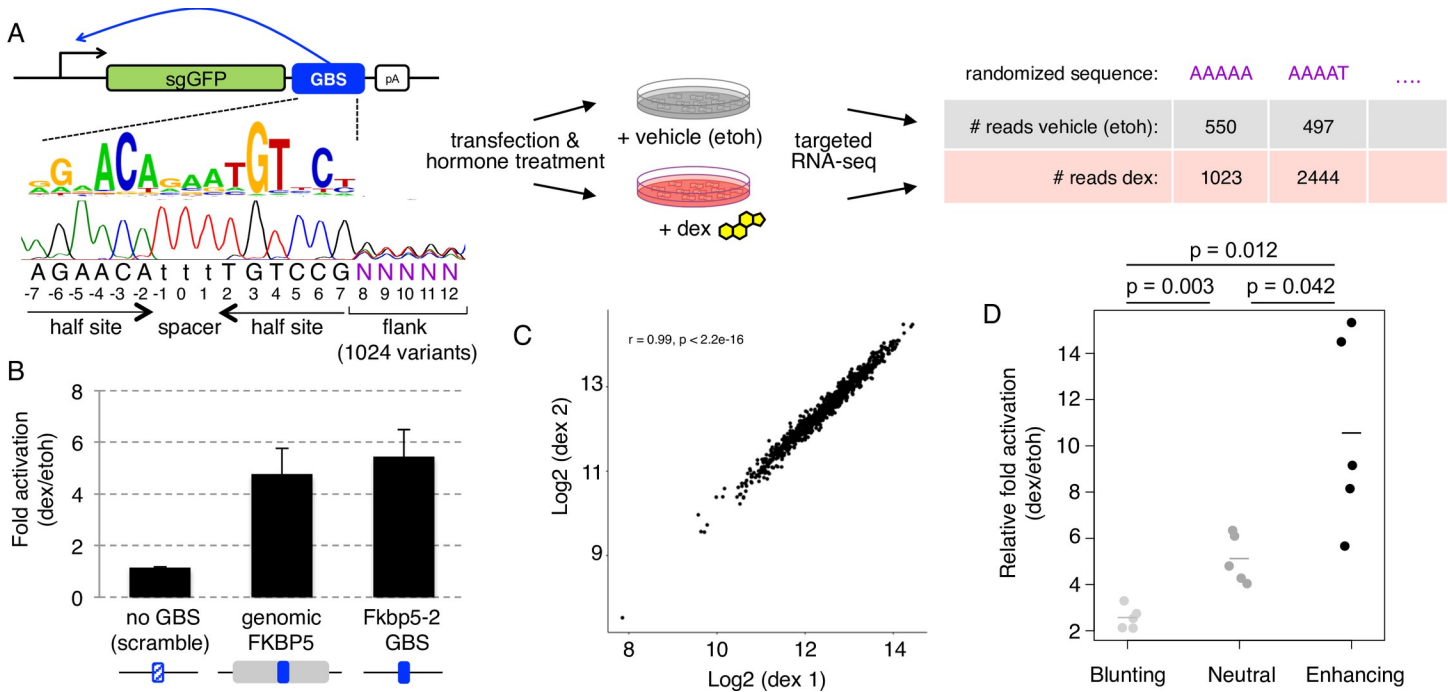 A
sgGFP GBS pA
GGAACAGAATGTTCT
AGAACAtttTGTCCGNNNNN
-7 -6 -5 -4 -3 -2 -1 0 1 2 3 4 5 6 7 8 9 10 11 12
half site spacer half site flank
(1024 variants)
transfection &
hormone treatment
+ vehicle (etoh)
+ dex
targeted
RNA-seq
randomized sequence: AAAAA AAAAT ....
# reads vehicle (etoh): 550 497
# reads dex: 1023 2444
B
Fold activation
(dex/etoh)
8
6
4
2
0
no GBS
(scramble)
genomic
FKBP5
Fkbp5-2
GBS
C
r = 0.99, p < 2.2e-16
Log2 (dex 2)
13
11
9
8 10 12 14
Log2 (dex 1)
D
p = 0.012
p = 0.003 p = 0.042
Relative fold activation
(dex/etoh)
14
12
10
8
6
4
2
Blunting Neutral Enhancing